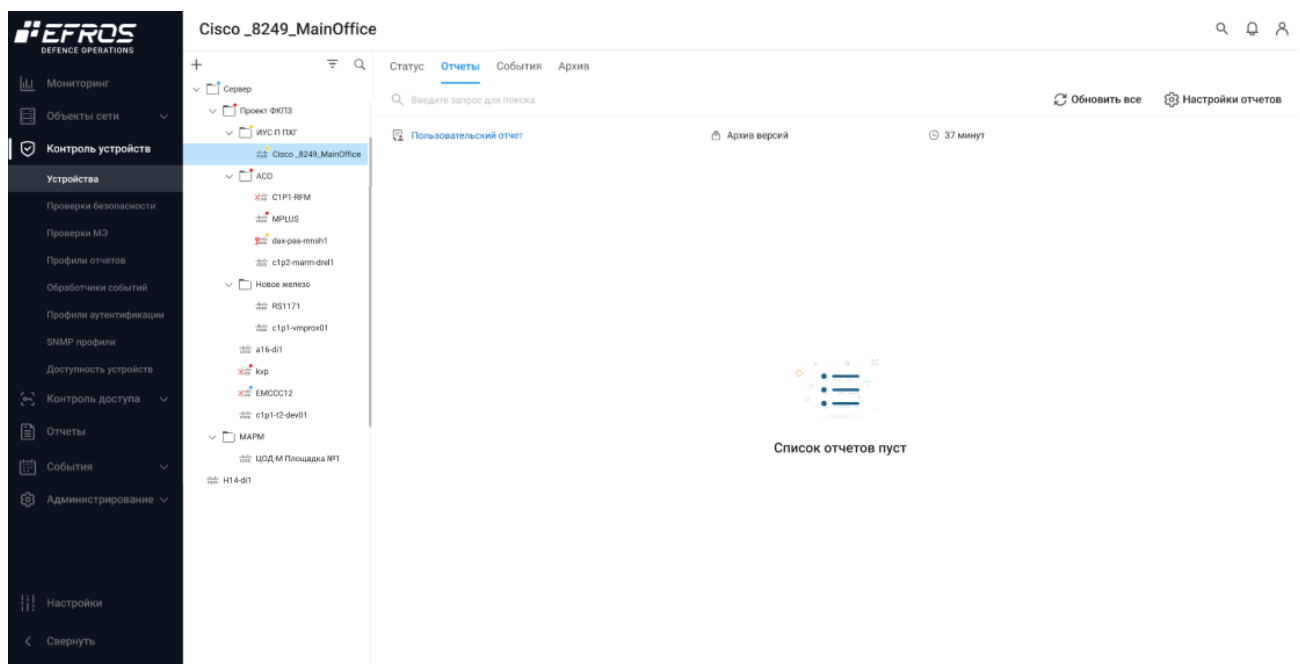 EFROS
DEFENCE OPERATIONS
Мониторинг
Объекты сети
Контроль устройств
Устройства
Проверки безопасности
Проверки МЭ
Профили отчетов
Обработчики событий
Профили аутентификации
SNMP профили
Доступность устройств
Контроль доступа
Отчеты
События
Администрирование
Настройки
Свернуть
Cisco _8249_MainOffice
Сервер
Проект ФКПЗ
ИУС П ПХГ
Cisco _8249_MainOffice
АСО
C1P1-RFM
MPLUS
dax-pas-mnsh1
c1p2-marm-drel1
Новое железо
RS1171
c1p1-vmprox01
a16-di1
kvp
EMCCC12
c1p1-t2-dev01
МАРМ
ЦОД-М Площадка №1
H14-di1
Статус Отчеты События Архив
Введите запрос для поиска
Обновить все Настройки отчетов
Пользовательский отчет Архив версий 37 минут
Список отчетов пуст